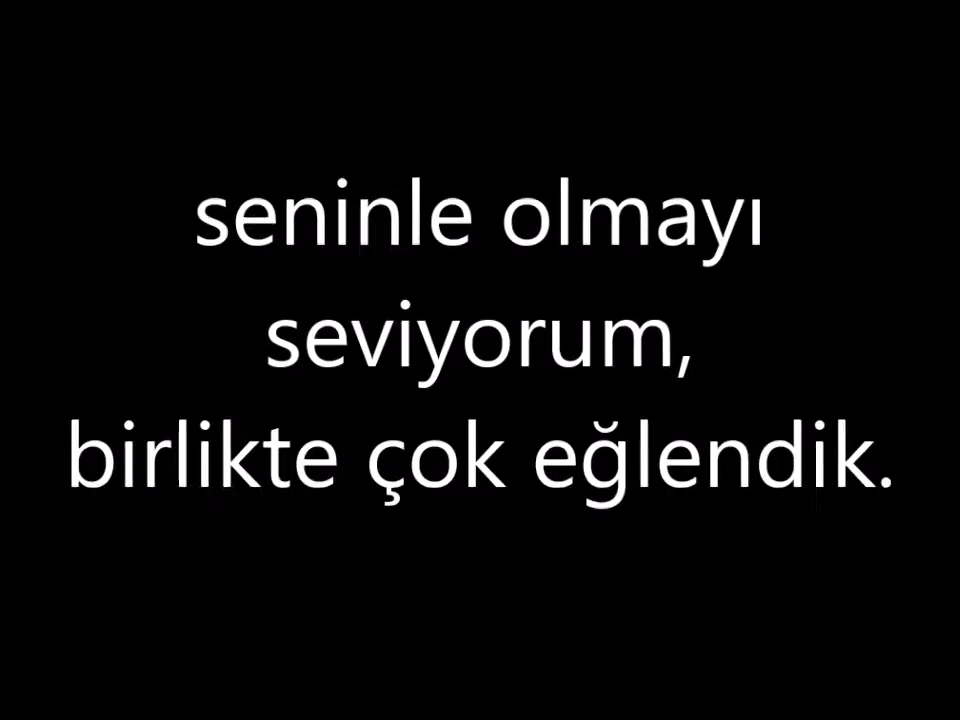 seninle olmayı
seviyorum,
birlikte çok eğlendik.